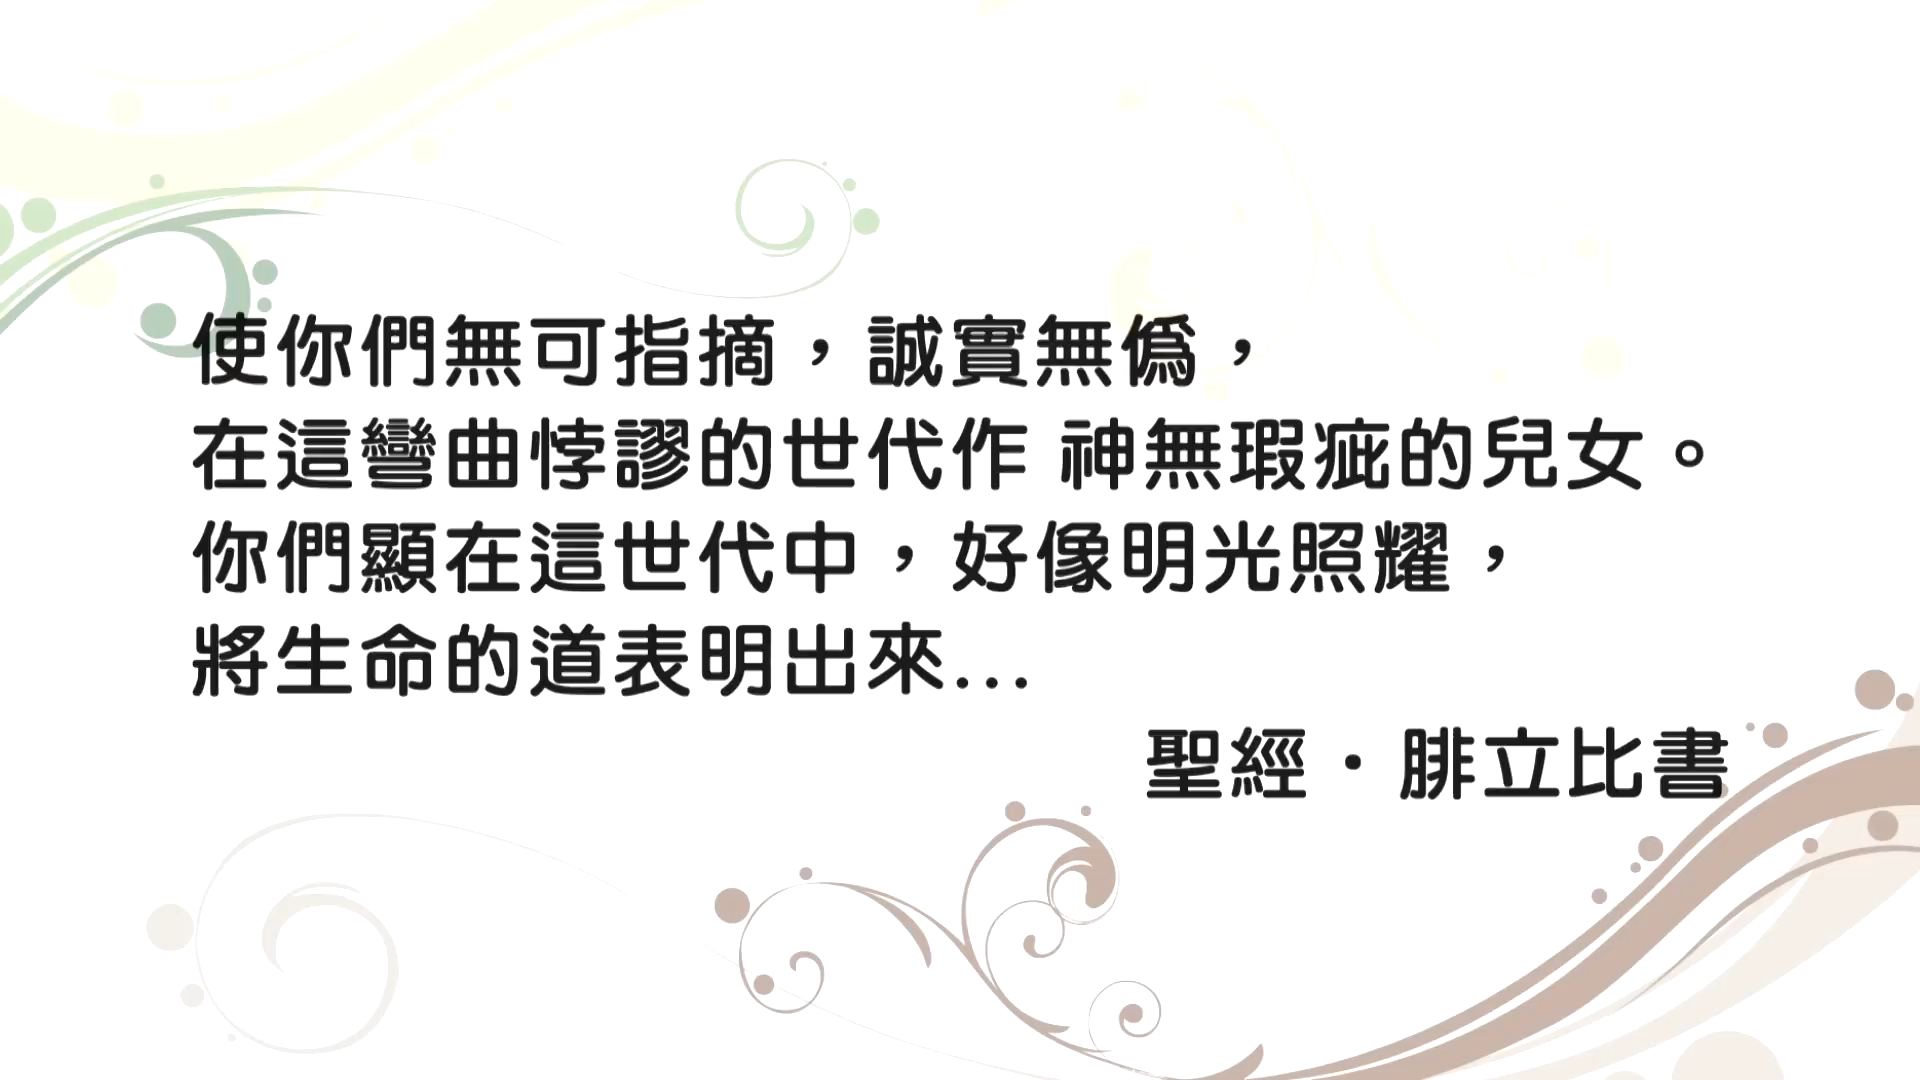 使你們無可指摘，誠實無僞，
在這彎曲悖謬的世代作 神無瑕疵的兒女。
你們顯在這世代中，好像明光照耀，
將生命的道表明出來...
聖經．腓立比書